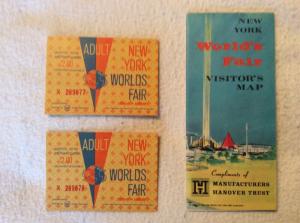 ADULT
NEW
YORK
WORLDS
FAIR
ADULT
NEW
YORK
WORLDS
FAIR
NEW
YORK
World's
Fair
VISITOR'S
MAP
Compliments of
MANUFACTURERS
HANOVER TRUST